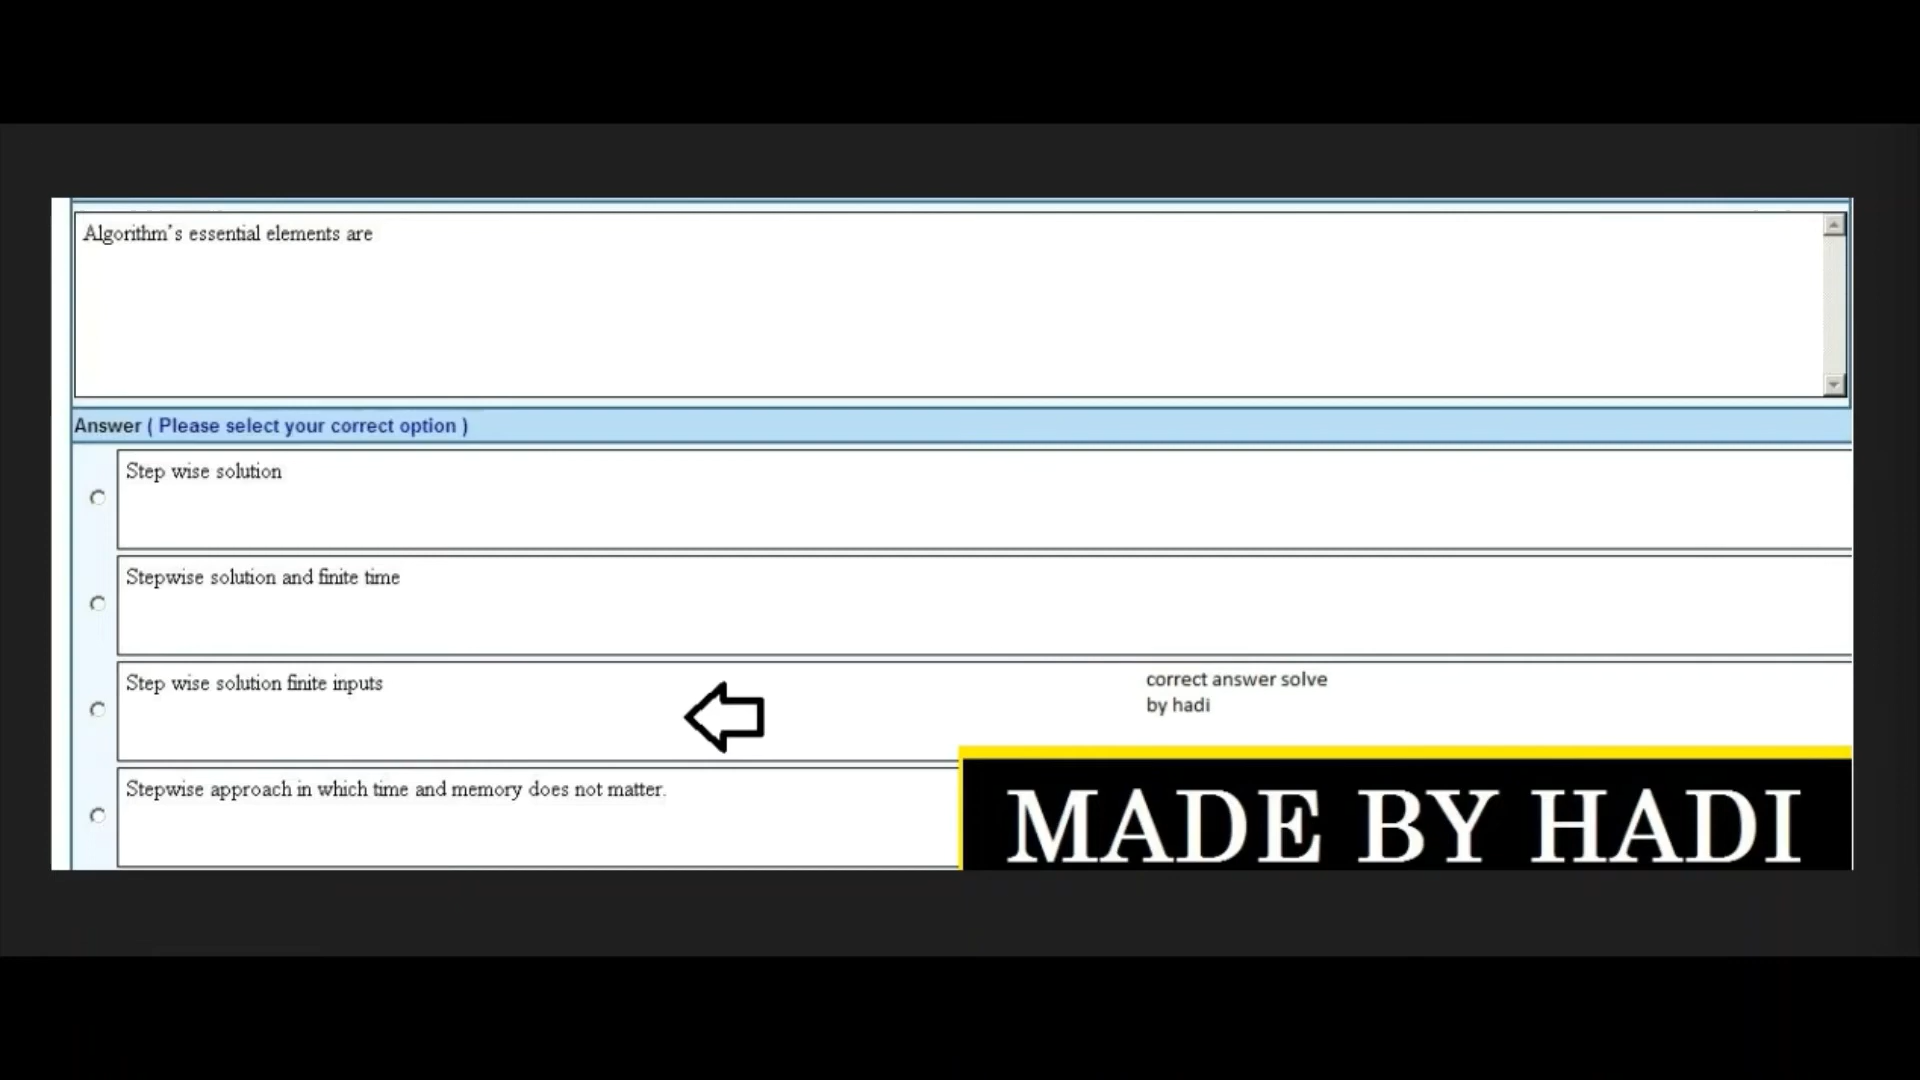 Algorithm's essential elements are
Answer ( Please select your correct option )
Step wise solution
Stepwise solution and finite time
Step wise solution finite inputs
correct answer solve
by hadi
Stepwise approach in which time and memory does not matter.
MADE BY HADI